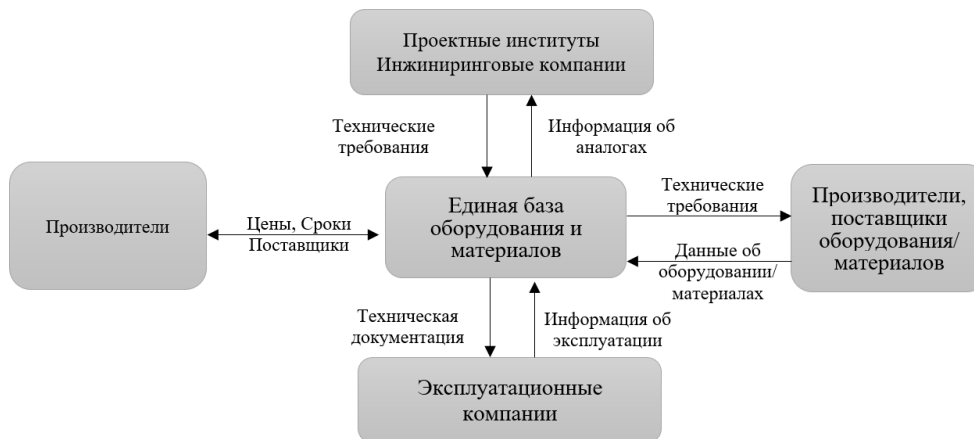 Проектные институты
Инжиниринговые компании
Технические
требования
Информация об
аналогах
Производители
Цены, Сроки
Поставщики
Единая база
оборудования и
материалов
Технические
требования
Данные об
оборудовании/
материалах
Производители,
поставщики
оборудования/
материалов
Техническая
документация
Информация об
эксплуатации
Эксплуатационные
компании